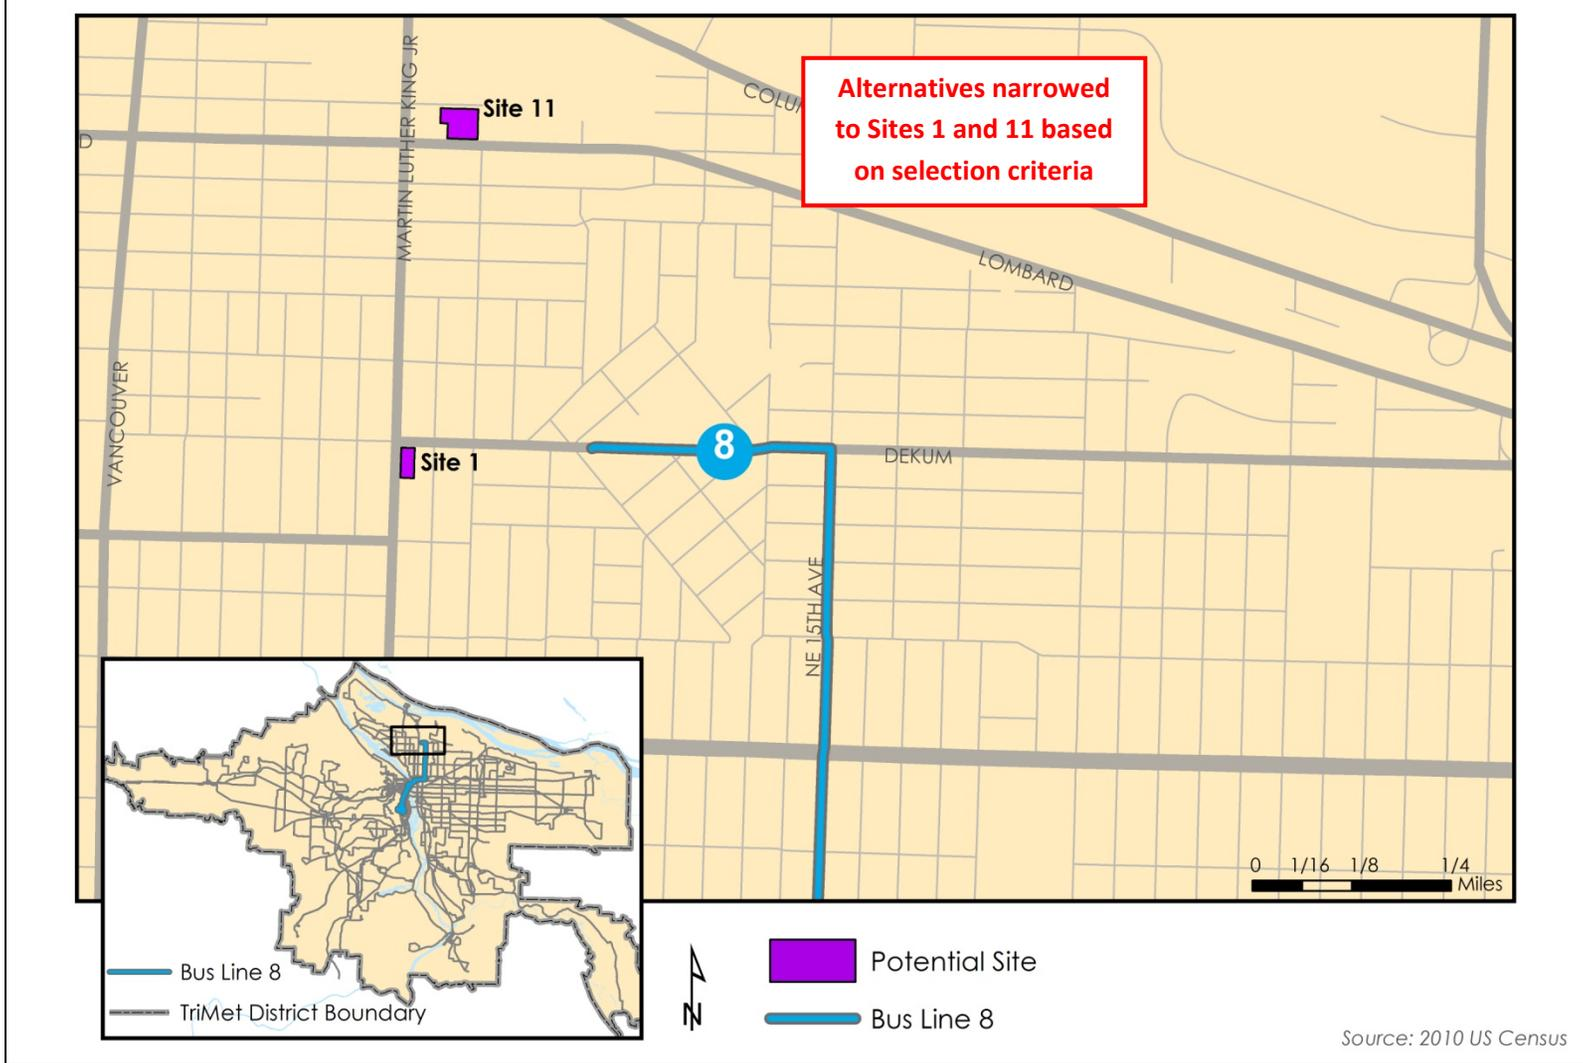 Alternatives narrowed
to Sites 1 and 11 based
on selection criteria
MARTIN LUTHER KING JR
Site 11
D
LOMBARD
VANCOUVER
8
Site 1
DEKUM
NE 15TH AVE
0 1/16 1/8 1/4
Miles
Bus Line 8
TriMet District Boundary
N
Potential Site
Bus Line 8
Source: 2010 US Census